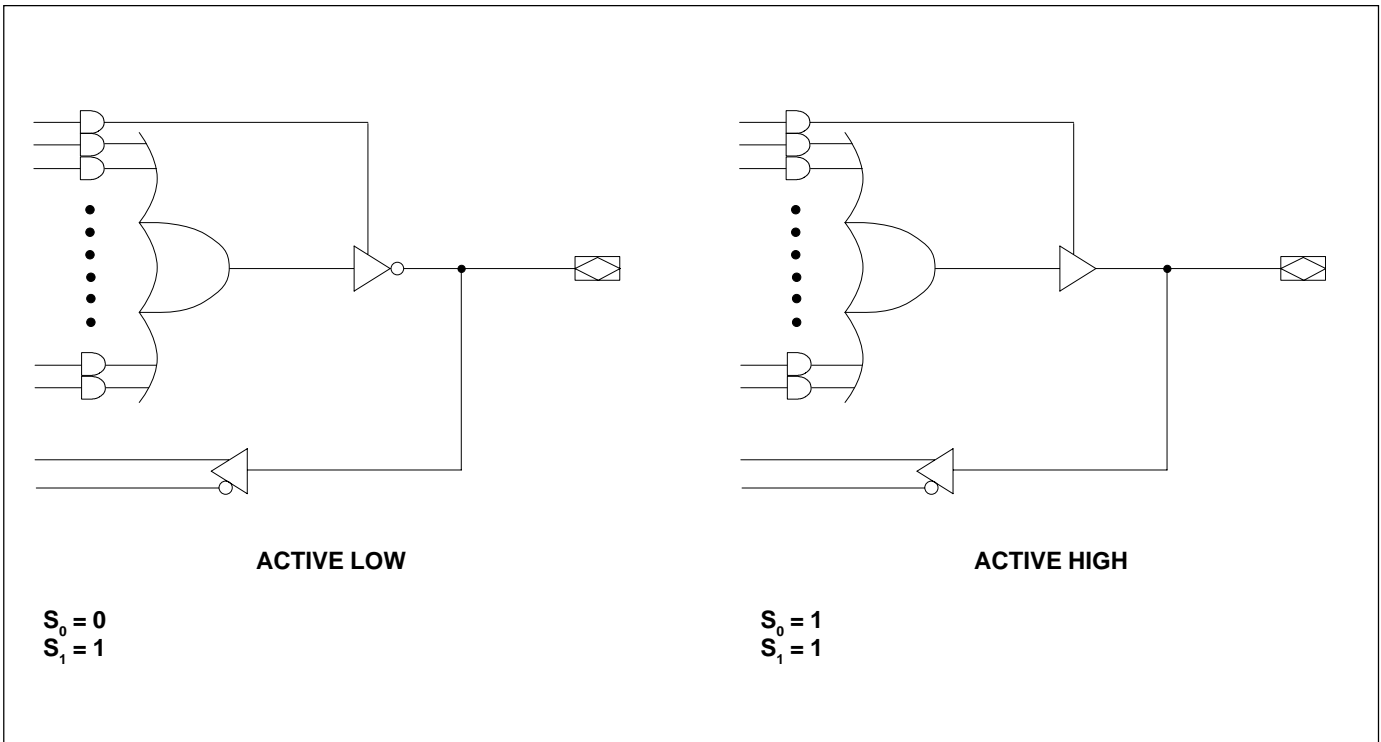 ACTIVE LOW
ACTIVE HIGH
S₀ = 0
S₁ = 1
S₀ = 1
S₁ = 1